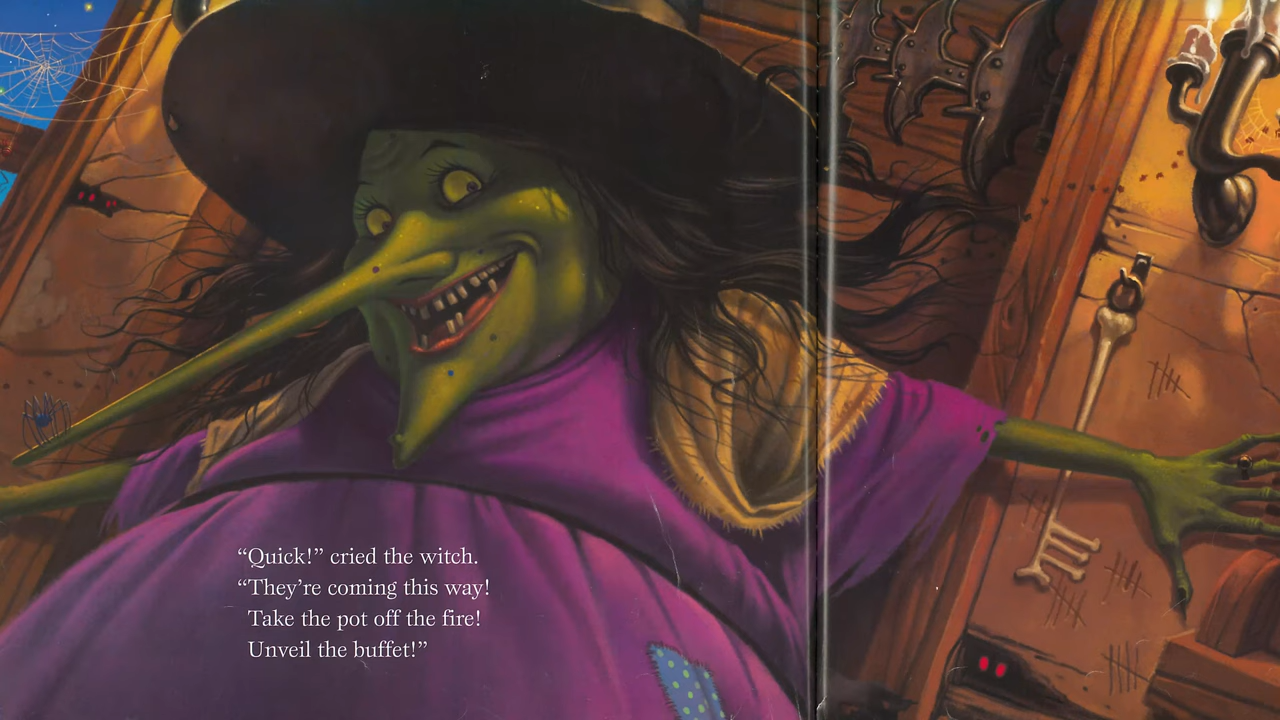 “Quick!” cried the witch.
“They’re coming this way!
Take the pot off the fire!
Unveil the buffet!”